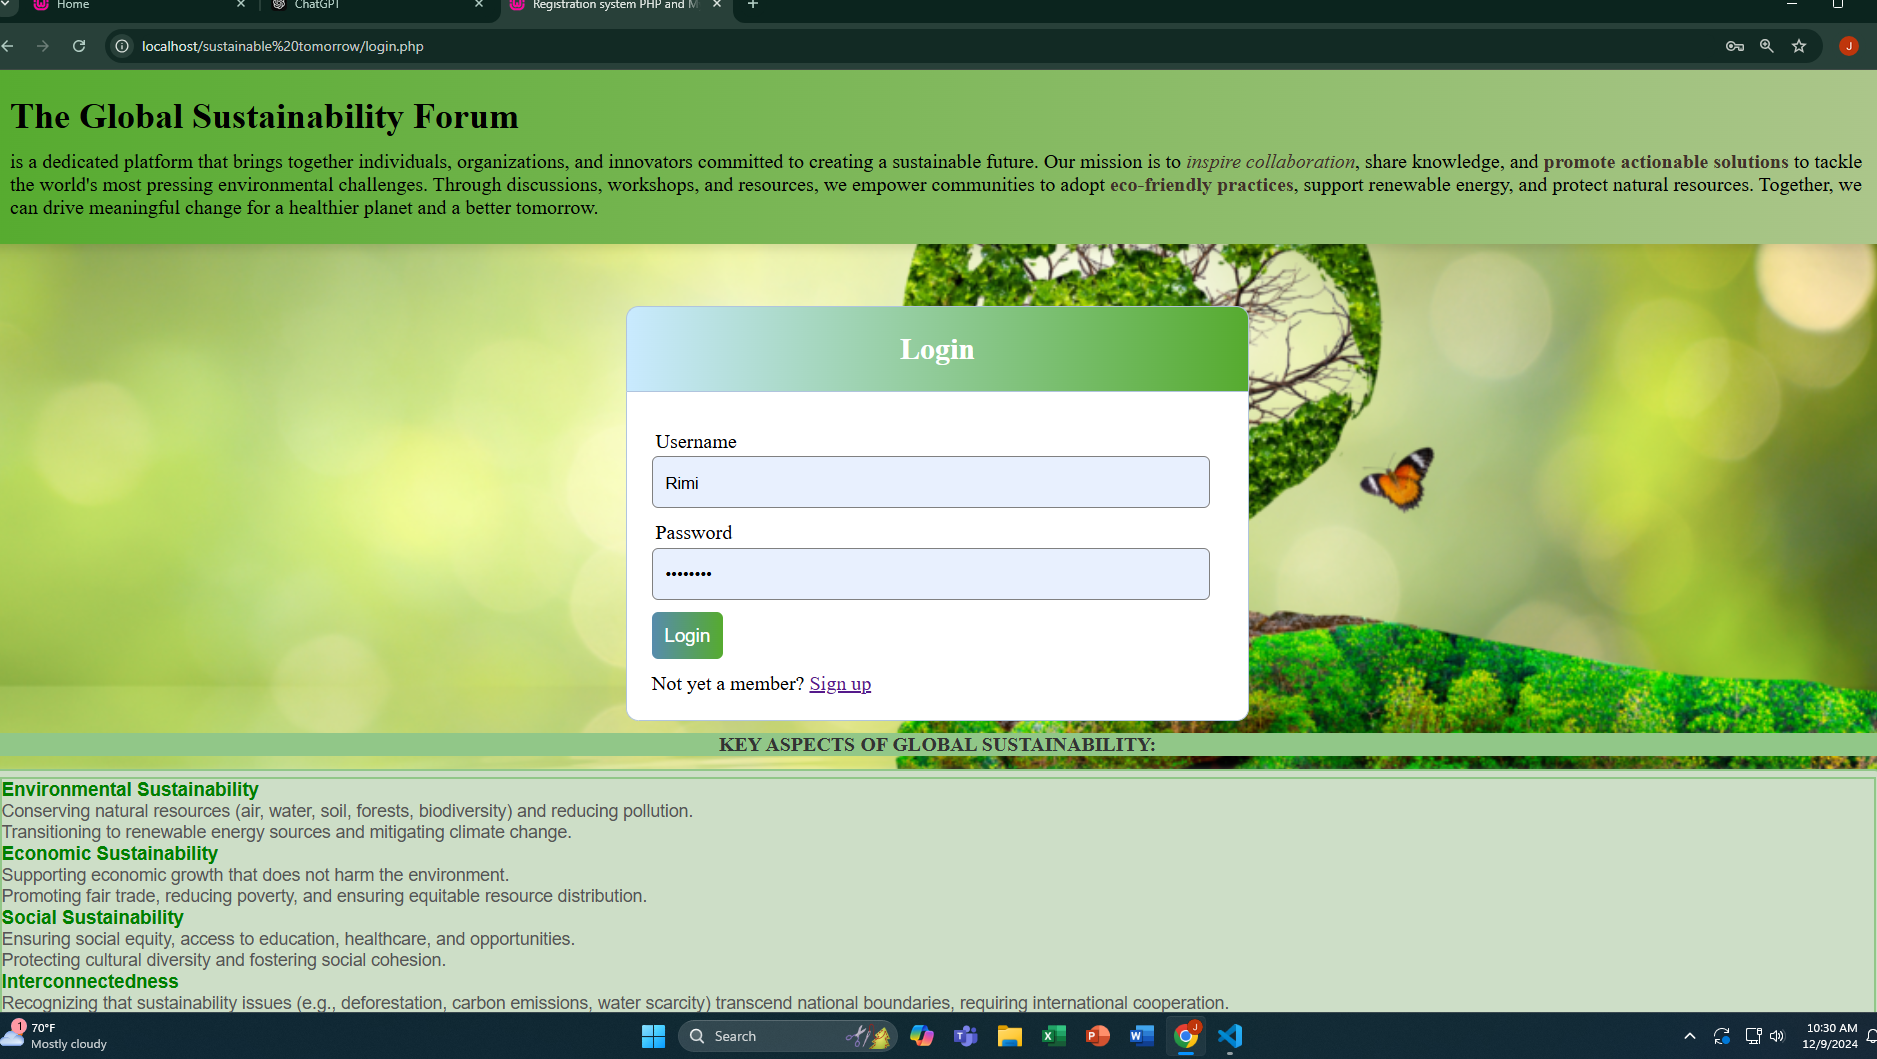 Home
ChatGPT
Registration system PHP and M
localhost/sustainable%20tomorrow/login.php
J
The Global Sustainability Forum
is a dedicated platform that brings together individuals, organizations, and innovators committed to creating a sustainable future. Our mission is to inspire collaboration, share knowledge, and promote actionable solutions to tackle
the world's most pressing environmental challenges. Through discussions, workshops, and resources, we empower communities to adopt eco-friendly practices, support renewable energy, and protect natural resources. Together, we
can drive meaningful change for a healthier planet and a better tomorrow.
Login
Username
Rimi
Password
••••••••
Login
Not yet a member? Sign up
KEY ASPECTS OF GLOBAL SUSTAINABILITY:
Environmental Sustainability
Conserving natural resources (air, water, soil, forests, biodiversity) and reducing pollution.
Transitioning to renewable energy sources and mitigating climate change.
Economic Sustainability
Supporting economic growth that does not harm the environment.
Promoting fair trade, reducing poverty, and ensuring equitable resource distribution.
Social Sustainability
Ensuring social equity, access to education, healthcare, and opportunities.
Protecting cultural diversity and fostering social cohesion.
Interconnectedness
Recognizing that sustainability issues (e.g., deforestation, carbon emissions, water scarcity) transcend national boundaries, requiring international cooperation.
1
70°F
Mostly cloudy
Search
10:30 AM
12/9/2024